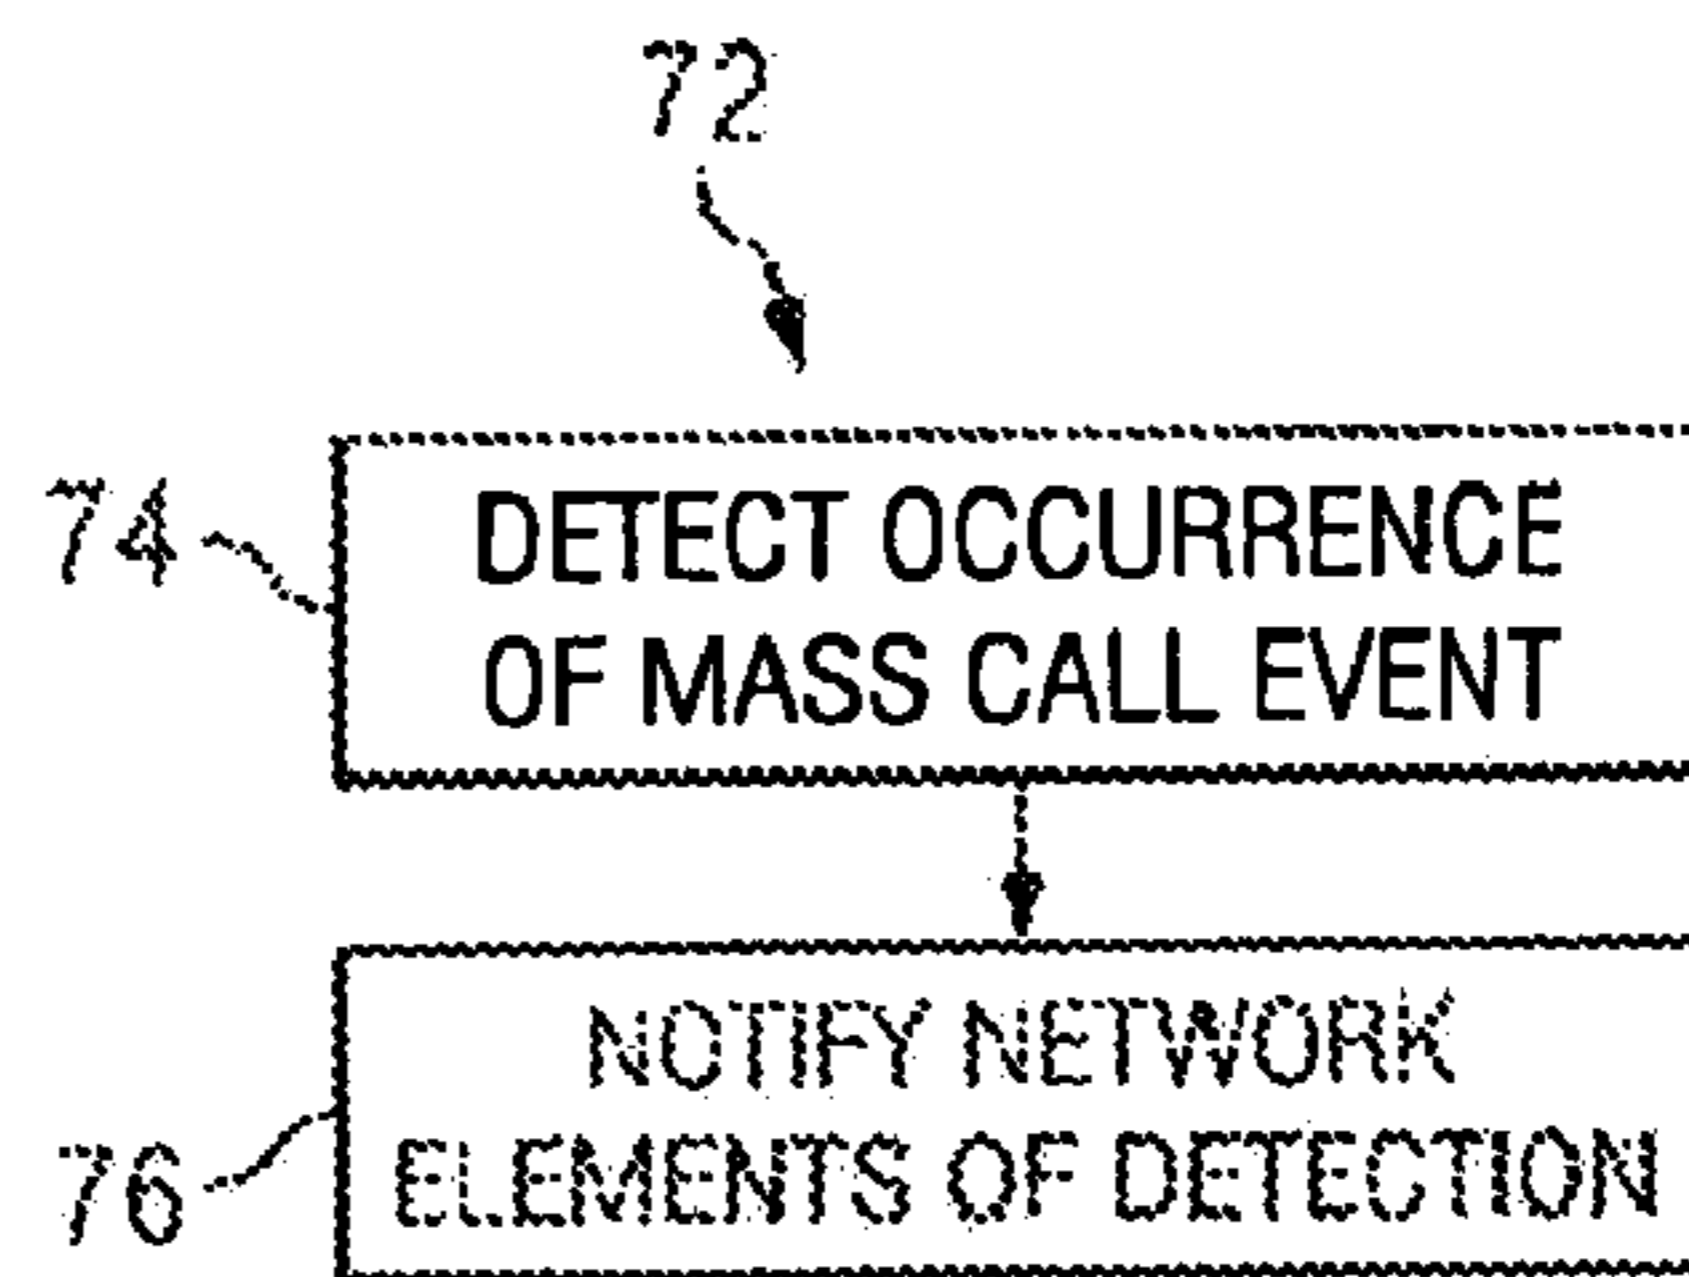 72
74
DETECT OCCURRENCE
OF MASS CALL EVENT
NOTIFY NETWORK
76
ELEMENTS OF DETECTION